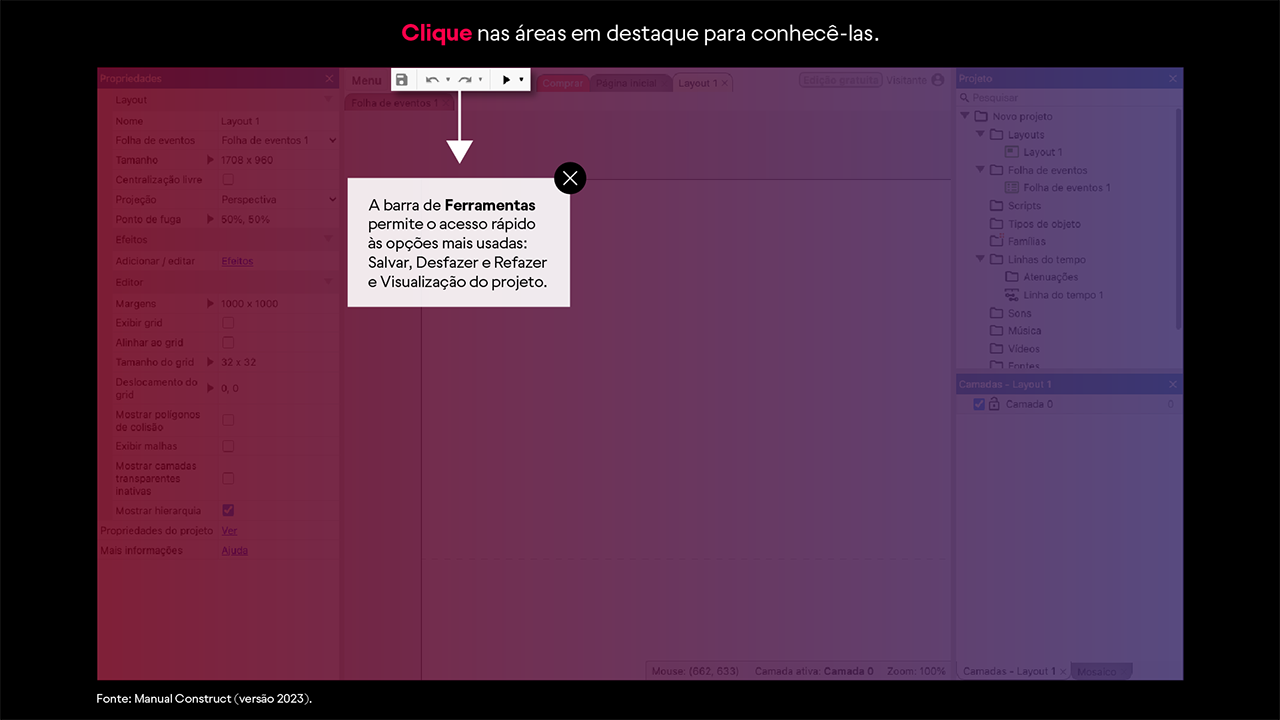 Clique nas áreas em destaque para conhecê-las.
Propriedades
Menu
Comprar
Página inicial
Layout 1
Edição gratuita
Visitante
Projeto
Folha de eventos 1
Layout
Nome Layout 1
Folha de eventos Folha de eventos 1
Tamanho 1708 x 960
Centralização livre
Projeção Perspectiva
Ponto de fuga 50%, 50%
Efeitos
Adicionar / editar Efeitos
Editor
Margens 1000 x 1000
Exibir grid
Alinhar ao grid
Tamanho do grid 32 x 32
Deslocamento do
grid 0, 0
Mostrar polígonos
de colisão
Exibir malhas
Mostrar camadas
transparentes
inativas
Mostrar hierarquia
Propriedades do projeto Ver
Mais informações Ajuda
A barra de Ferramentas
permite o acesso rápido
às opções mais usadas:
Salvar, Desfazer e Refazer
e Visualização do projeto.
Pesquisar
Novo projeto
Layouts
Layout 1
Folha de eventos
Folha de eventos 1
Scripts
Tipos de objeto
Famílias
Linhas do tempo
Atenuações
Linha do tempo 1
Sons
Música
Vídeos
Fontes
Camadas - Layout 1
Camada 0 0
Mouse: (662, 633) Camada ativa: Camada 0 Zoom: 100%
Camadas - Layout 1
Mosaico
Fonte: Manual Construct (versão 2023).